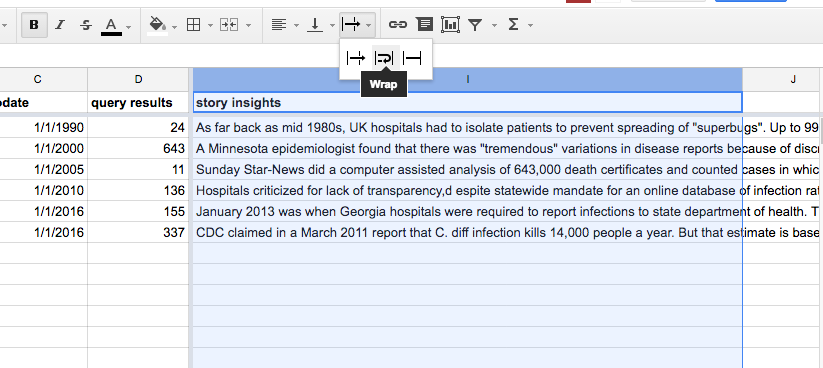 B I S A Σ
Wrap
C D I J
date query results story insights
1/1/1990 24 As far back as mid 1980s, UK hospitals had to isolate patients to prevent spreading of "superbugs". Up to 99
1/1/2000 643 A Minnesota epidemiologist found that there was "tremendous" variations in disease reports because of disc
1/1/2005 11 Sunday Star-News did a computer assisted analysis of 643,000 death certificates and counted cases in whic
1/1/2010 136 Hospitals criticized for lack of transparency,d espite statewide mandate for an online database of infection ra
1/1/2016 155 January 2013 was when Georgia hospitals were required to report infections to state department of health. T
1/1/2016 337 CDC claimed in a March 2011 report that C. diff infection kills 14,000 people a year. But that estimate is base